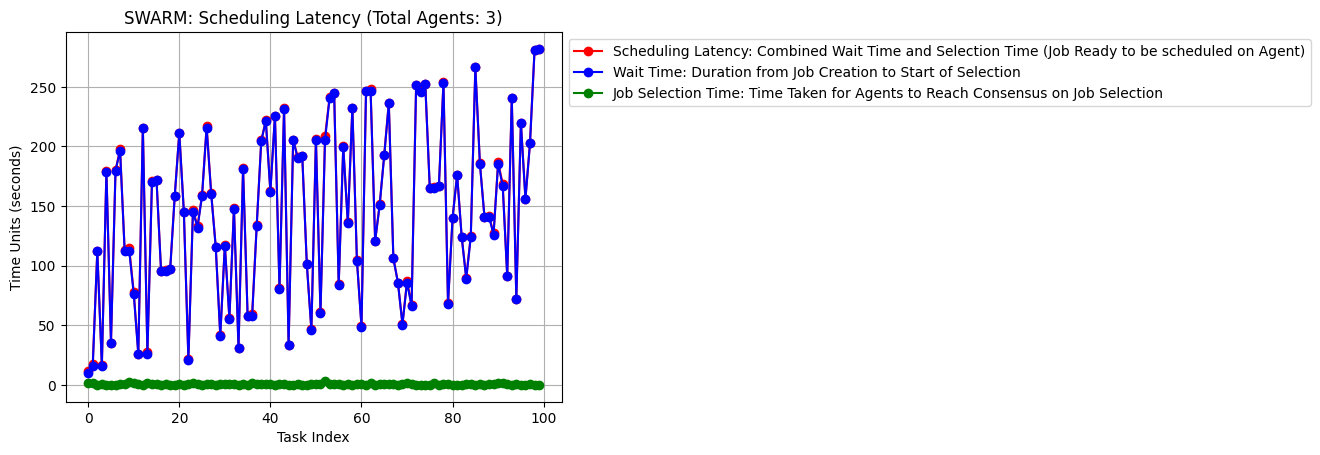 SWARM: Scheduling Latency (Total Agents: 3)
Scheduling Latency: Combined Wait Time and Selection Time (Job Ready to be scheduled on Agent)
Wait Time: Duration from Job Creation to Start of Selection
Job Selection Time: Time Taken for Agents to Reach Consensus on Job Selection
Time Units (seconds)
250
200
150
100
50
0
0 20 40 60 80 100
Task Index